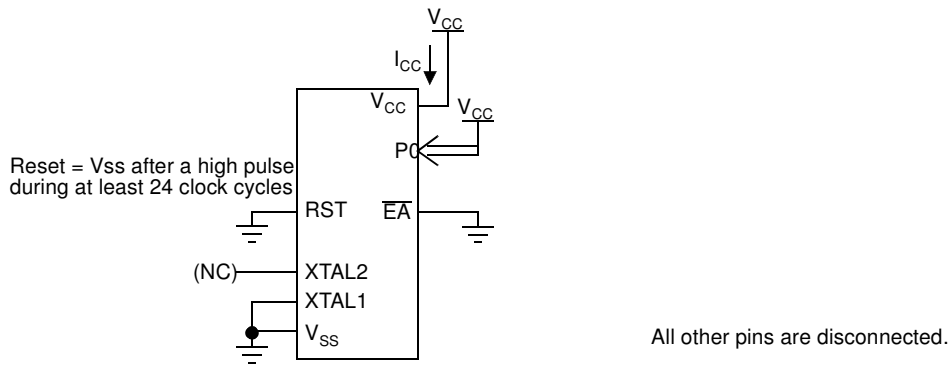 VCC
ICC
VCC
VCC
P0
Reset = Vss after a high pulse
during at least 24 clock cycles
RST
EA
(NC)
XTAL2
XTAL1
VSS
All other pins are disconnected.